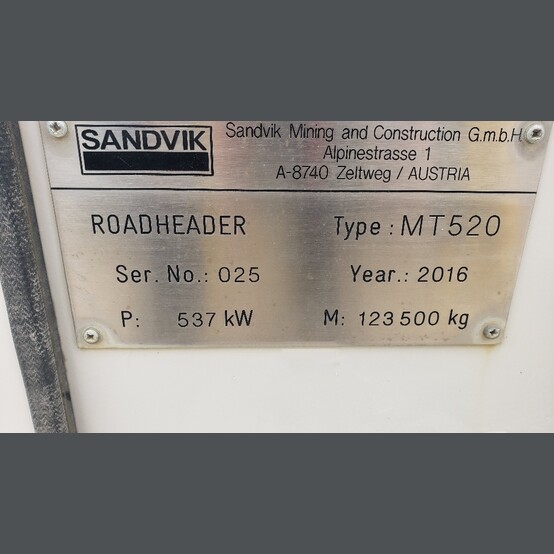 SANDVIK
Sandvik Mining and Construction G.m.b.H
Alpinestrasse 1
A-8740 Zeltweg / AUSTRIA
ROADHEADER Type : MT520
Ser. No.: 025 Year.: 2016
P: 537 kW M: 123 500 kg